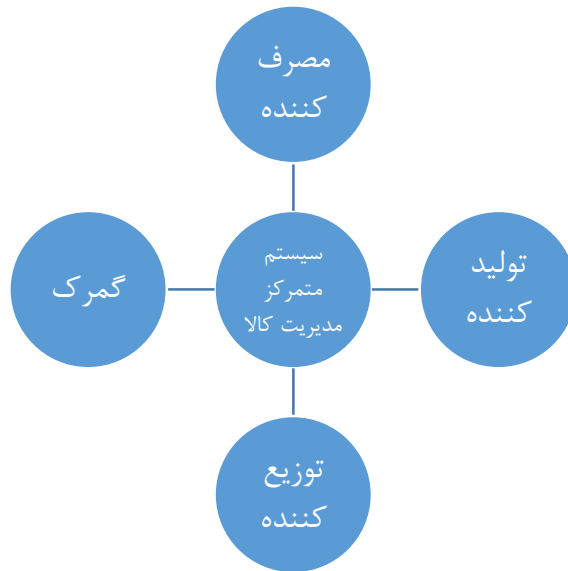 مصرف
کننده
سیستم
متمرکز
مدیریت کالا
تولید
کننده
گمرک
توزیع
کننده